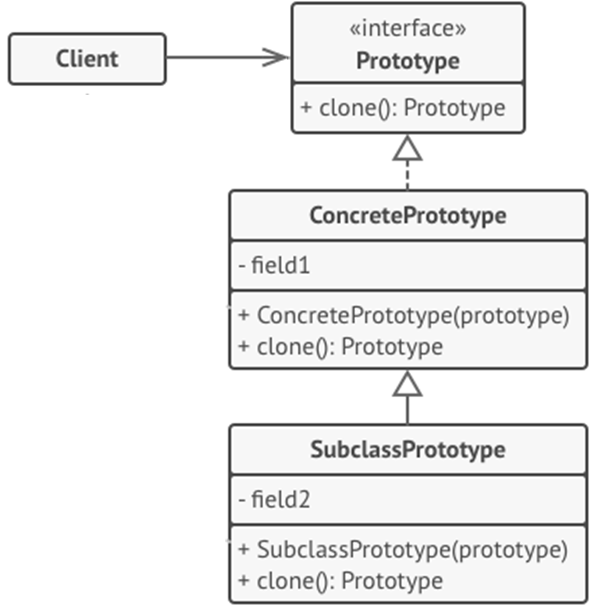 Client
«interface»
Prototype
+ clone(): Prototype
ConcretePrototype
- field1
+ ConcretePrototype(prototype)
+ clone(): Prototype
SubclassPrototype
- field2
+ SubclassPrototype(prototype)
+ clone(): Prototype